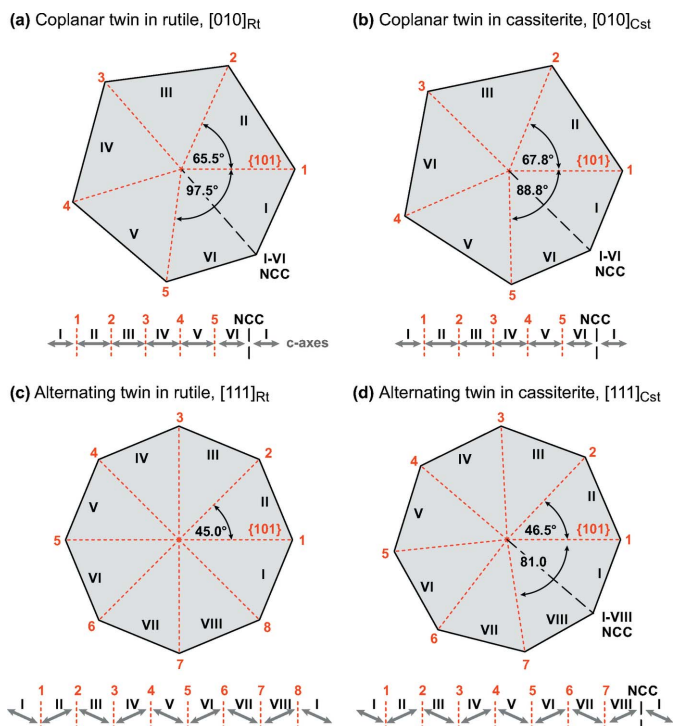 (a) Coplanar twin in rutile, [010]Rt
2
3
III
II
IV
65.5°
{101}
1
97.5°
I
4
V
VI
I-VI
NCC
5
1 2 3 4 5 NCC
I II III IV V VI I c-axes
(b) Coplanar twin in cassiterite, [010]Cst
2
3
III
II
VI
67.8°
{101}
1
88.8°
I
4
V
VI
I-VI
NCC
5
1 2 3 4 5 NCC
I II III IV V VI I
(c) Alternating twin in rutile, [111]Rt
3
4
IV
III
2
V
II
45.0°
{101}
5
1
VI
I
6
VII
VIII
8
7
1 2 3 4 5 6 7 8
I II III IV V VI VII VIII I
(d) Alternating twin in cassiterite, [111]Cst
3
4
IV
III
2
V
II
46.5°
{101}
1
5
81.0
VI
I
6
VII
VIII
I-VIII
NCC
7
1 2 3 4 5 6 7 NCC
I II III IV V VI VII VIII I